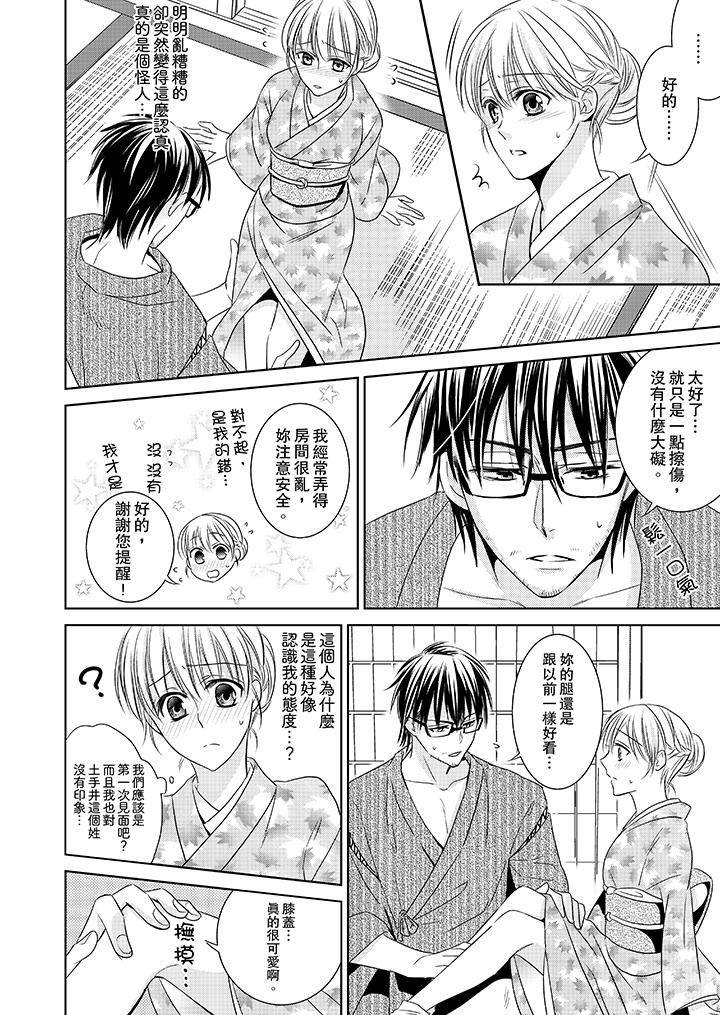 ……
好的……
明明亂糟糟的
卻突然變得這麼認真
真的是個怪人…
太好了…
就只是一點擦傷，
沒有什麼大礙。
鬆一口氣
我經常弄得
房間很亂，
妳注意安全。
對不起，
是我的錯…
沒沒有
我才是
好的，
謝謝您提醒！
妳的腿還是
跟以前一樣好看…
這個人為什麼
是這種好像
認識我的態度…？
?
我們應該是
第一次見面吧？
而且我也對
土手井這個姓
沒有印象…
膝蓋…
真的很可愛啊。